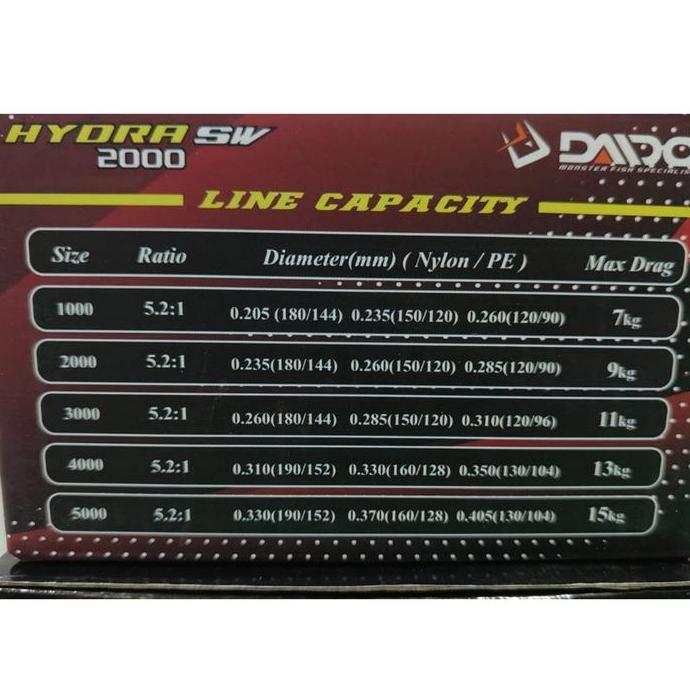 HYDRA SW
2000
DAIDO
MONSTER FISH SPECIALIS
LINE CAPACITY
Size Ratio Diameter(mm) ( Nylon / PE ) Max Drag
1000 5.2:1 0.205 (180/144) 0.235(150/120) 0.260(120/90) 7kg
2000 5.2:1 0.235(180/144) 0.260(150/120) 0.285(120/90) 9kg
3000 5.2:1 0.260(180/144) 0.285(150/120) 0.310(120/96) 11kg
4000 5.2:1 0.310(190/152) 0.330(160/128) 0.350(130/104) 13kg
5000 5.2:1 0.330(190/152) 0.370(160/128) 0.405(130/104) 15kg